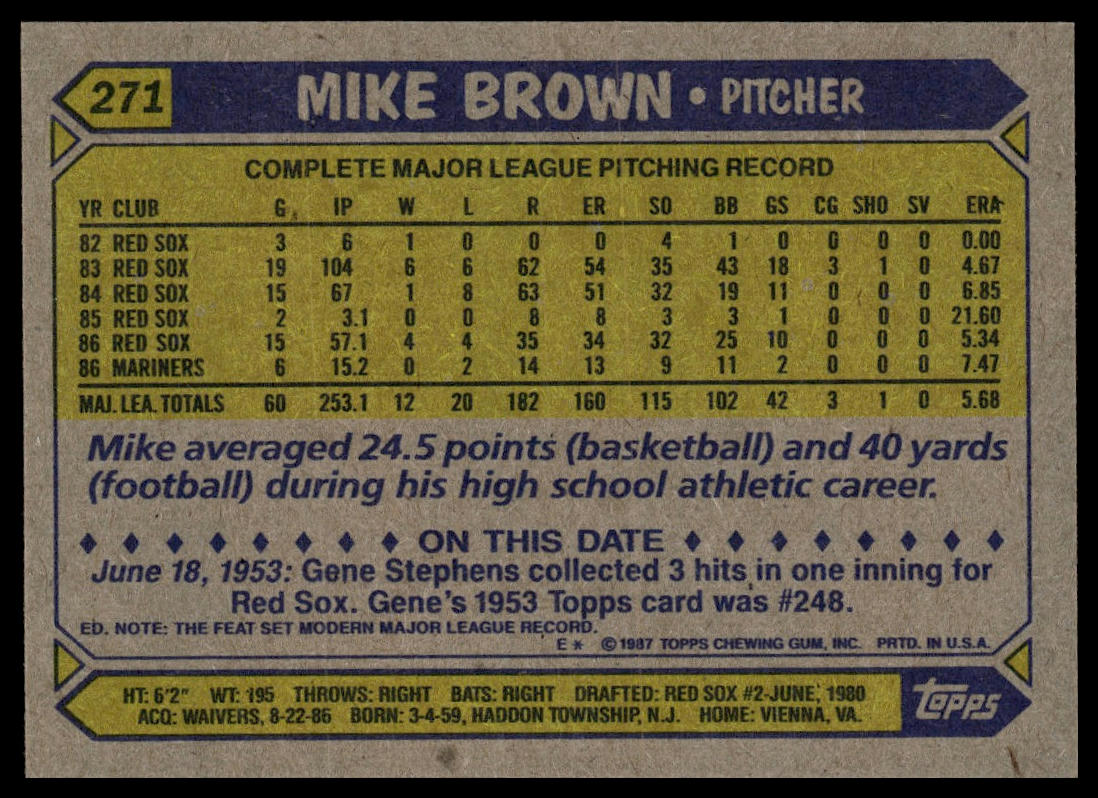 271 MIKE BROWN • PITCHER
COMPLETE MAJOR LEAGUE PITCHING RECORD
YR CLUB G IP W L R ER SO BB GS CG SHO SV ERA
82 RED SOX 3 6 1 0 0 0 4 1 0 0 0 0 0.00
83 RED SOX 19 104 6 6 62 54 35 43 18 3 1 0 4.67
84 RED SOX 15 67 1 8 63 51 32 19 11 0 0 0 6.85
85 RED SOX 2 3.1 0 0 8 8 3 3 1 0 0 0 21.60
86 RED SOX 15 57.1 4 4 35 34 32 25 10 0 0 0 5.34
86 MARINERS 6 15.2 0 2 14 13 9 11 2 0 0 0 7.47
MAJ. LEA. TOTALS 60 253.1 12 20 182 160 115 102 42 3 1 0 5.68
Mike averaged 24.5 points (basketball) and 40 yards
(football) during his high school athletic career.
♦ ♦ ♦ ♦ ♦ ♦ ♦ ♦ ON THIS DATE ♦ ♦ ♦ ♦ ♦ ♦ ♦ ♦
June 18, 1953: Gene Stephens collected 3 hits in one inning for
Red Sox. Gene's 1953 Topps card was #248.
ED. NOTE: THE FEAT SET MODERN MAJOR LEAGUE RECORD.
E* © 1987 TOPPS CHEWING GUM, INC. PRTD. IN U.S.A.
HT: 6'2" WT: 195 THROWS: RIGHT BATS: RIGHT DRAFTED: RED SOX #2-JUNE, 1980
ACQ: WAIVERS, 8-22-86 BORN: 3-4-59, HADDON TOWNSHIP, N.J. HOME: VIENNA, VA.
Topps